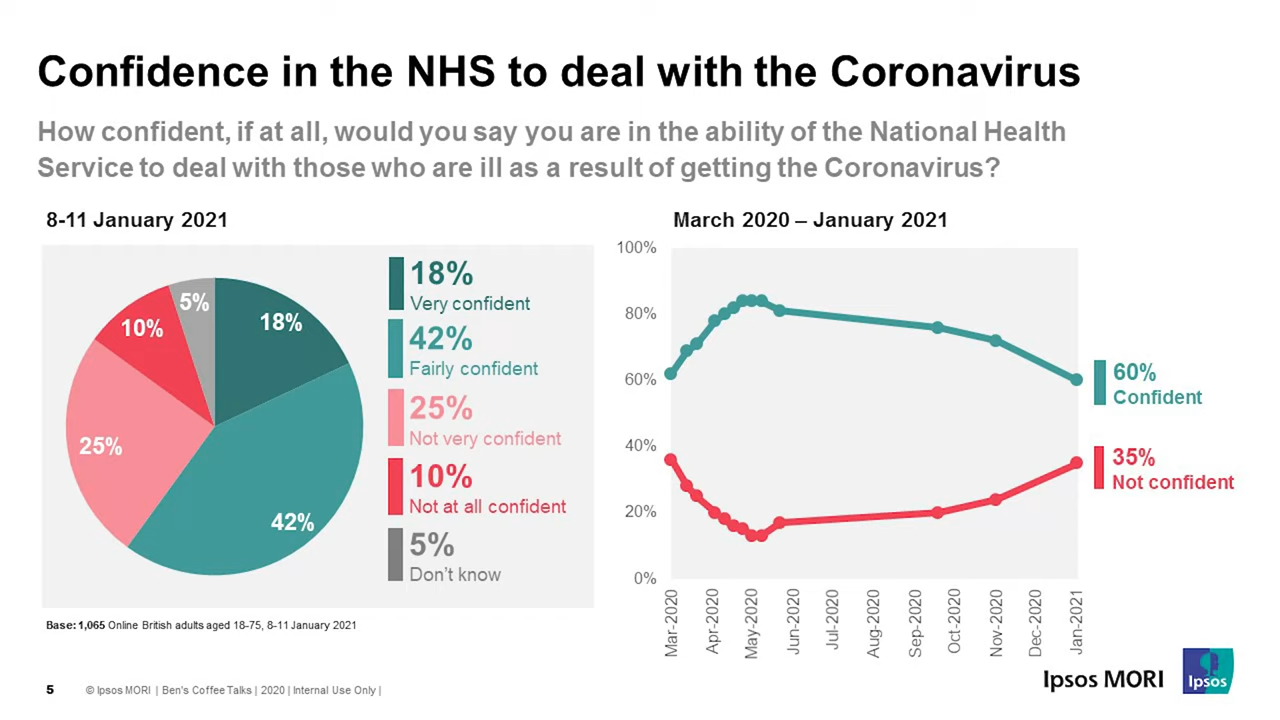 Confidence in the NHS to deal with the Coronavirus
How confident, if at all, would you say you are in the ability of the National Health
Service to deal with those who are ill as a result of getting the Coronavirus?
8-11 January 2021
18%
42%
25%
10%
5%
18%
Very confident
42%
Fairly confident
25%
Not very confident
10%
Not at all confident
5%
Don't know
Base: 1,065 Online British adults aged 18-75, 8-11 January 2021
March 2020 – January 2021
100%
80%
60%
40%
20%
0%
Mar-2020
Apr-2020
May-2020
Jun-2020
Jul-2020
Aug-2020
Sep-2020
Oct-2020
Nov-2020
Dec-2020
Jan-2021
60%
Confident
35%
Not confident
5
© Ipsos MORI | Ben's Coffee Talks | 2020 | Internal Use Only |
Ipsos MORI
Ipsos